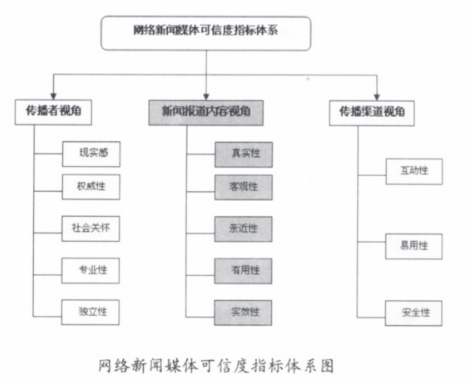 网络新闻媒体可信度指标体系
传播者视角
新闻报道内容视角
传播渠道视角
现实感
权威性
社会关怀
专业性
独立性
真实性
客观性
亲近性
有用性
实效性
互动性
易用性
安全性
网络新闻媒体可信度指标体系图